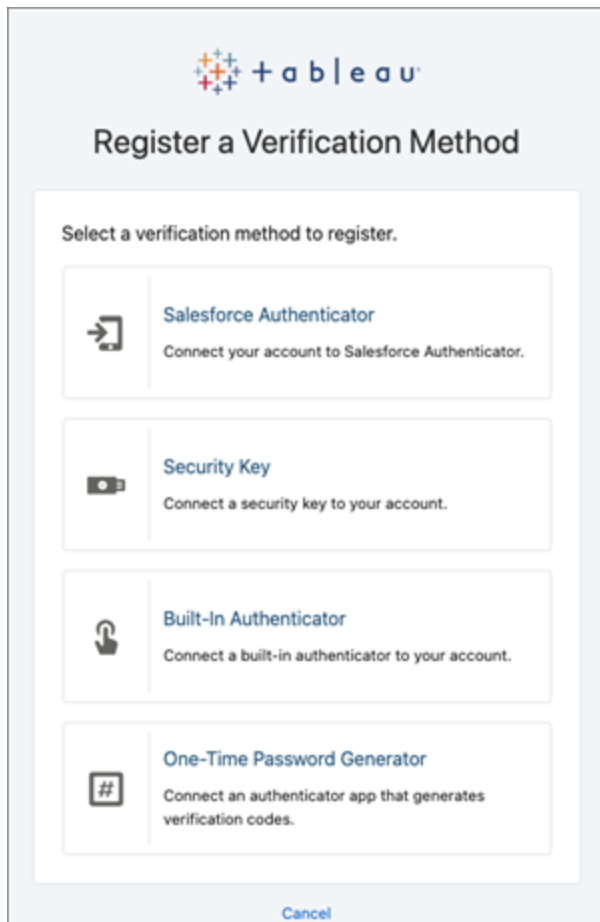 + a b | e a u
Register a Verification Method
Select a verification method to register.
Salesforce Authenticator
Connect your account to Salesforce Authenticator.
Security Key
Connect a security key to your account.
Built-In Authenticator
Connect a built-in authenticator to your account.
One-Time Password Generator
Connect an authenticator app that generates
verification codes.
Cancel